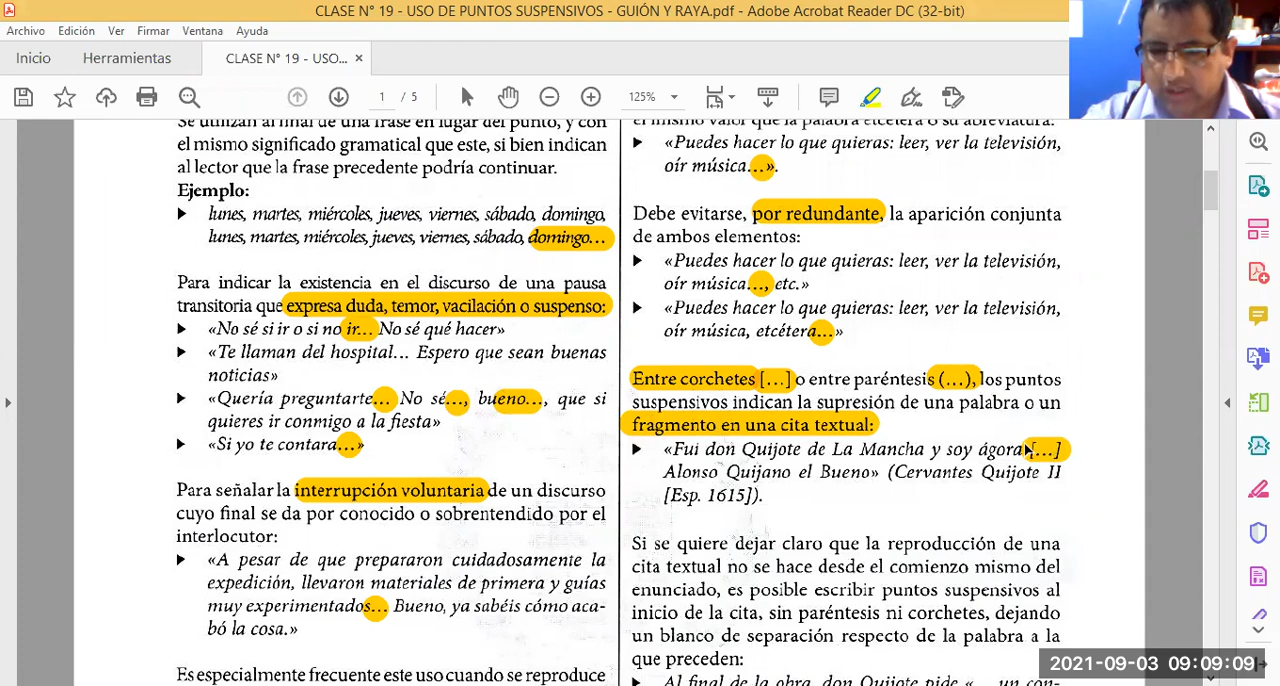 CLASE N° 19 - USO DE PUNTOS SUSPENSIVOS - GUIÓN Y RAYA.pdf - Adobe Acrobat Reader DC (32-bit)
Archivo Edición Ver Firmar Ventana Ayuda
Inicio Herramientas CLASE N° 19 - USO... ×
1 / 5 125%
Se utilizan al final de una frase en lugar del punto, y con
el mismo significado gramatical que este, si bien indican
al lector que la frase precedente podría continuar.
Ejemplo:
lunes, martes, miércoles, jueves, viernes, sábado, domingo,
lunes, martes, miércoles, jueves, viernes, sábado, domingo…
Para indicar la existencia en el discurso de una pausa
transitoria que expresa duda, temor, vacilación o suspenso:
«No sé si ir o si no ir… No sé qué hacer»
«Te llaman del hospital… Espero que sean buenas
noticias»
«Quería preguntarte… No sé…, bueno…, que si
quieres ir conmigo a la fiesta»
«Si yo te contara…»
Para señalar la interrupción voluntaria de un discurso
cuyo final se da por conocido o sobrentendido por el
interlocutor:
«A pesar de que prepararon cuidadosamente la
expedición, llevaron materiales de primera y guías
muy experimentados… Bueno, ya sabéis cómo aca-
bó la cosa.»
Es especialmente frecuente este uso cuando se reproduce
el mismo valor que la palabra etcétera o su abreviatura:
«Puedes hacer lo que quieras: leer, ver la televisión,
oír música…».
Debe evitarse, por redundante, la aparición conjunta
de ambos elementos:
«Puedes hacer lo que quieras: leer, ver la televisión,
oír música…, etc.»
«Puedes hacer lo que quieras: leer, ver la televisión,
oír música, etcétera…»
Entre corchetes […] o entre paréntesis (…), los puntos
suspensivos indican la supresión de una palabra o un
fragmento en una cita textual:
«Fui don Quijote de La Mancha y soy ágora […]
Alonso Quijano el Bueno» (Cervantes Quijote II
[Esp. 1615]).
Si se quiere dejar claro que la reproducción de una
cita textual no se hace desde el comienzo mismo del
enunciado, es posible escribir puntos suspensivos al
inicio de la cita, sin paréntesis ni corchetes, dejando
un blanco de separación respecto de la palabra a la
que preceden:
Al final de la obra, don Quijote pide «… un con-
2021-09-03 09:09:09